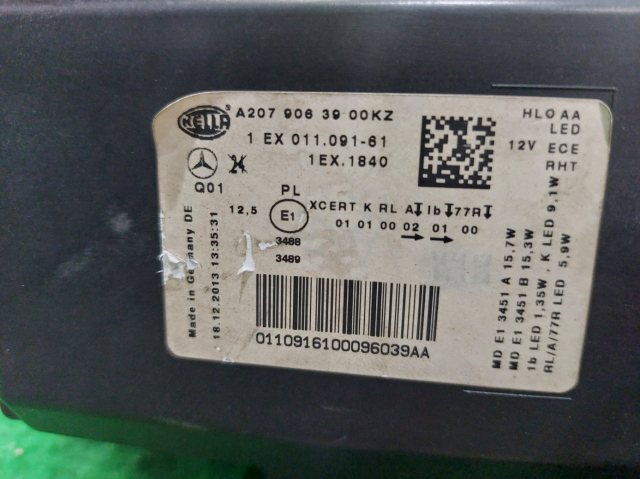 HELLA ® A207 906 39 00KZ
1 EX 011.091-61
1EX.1840
24
Q01
PL
12,5 E1 XCERT K RL A Ib 77R
01 01 00 02 01 00
3488
3489
0110916100096039AA
Made in Germany DE
18.12.2013 13:35:31
HLO AA
LED
12V ECE
RHT
MD E1 3451 A 15,7W
MD E1 3451 B 15,3W
1b LED 1,35W , K LED 9,1W
RL/A/77R LED 5,9W